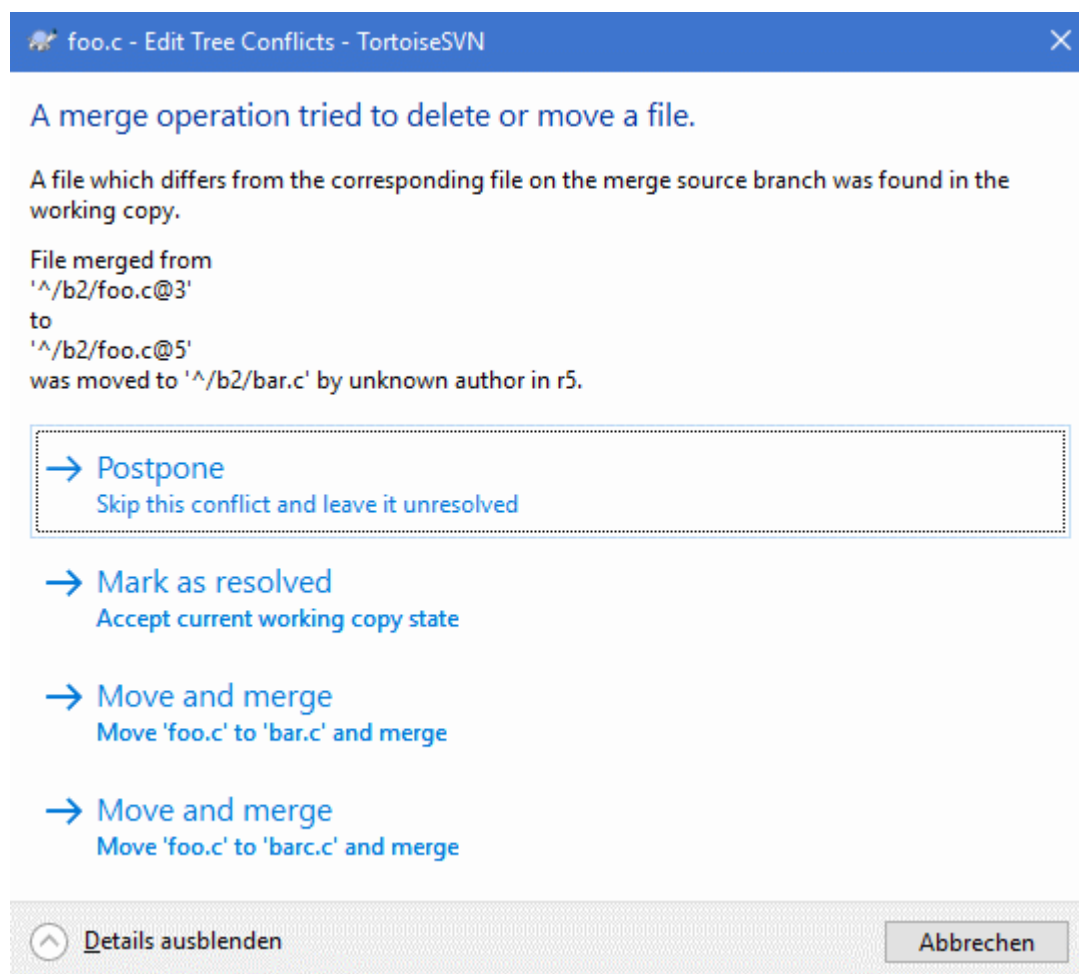 foo.c - Edit Tree Conflicts - TortoiseSVN
A merge operation tried to delete or move a file.
A file which differs from the corresponding file on the merge source branch was found in the
working copy.
File merged from
'^/b2/foo.c@3'
to
'^/b2/foo.c@5'
was moved to '^/b2/bar.c' by unknown author in r5.
Postpone
Skip this conflict and leave it unresolved
Mark as resolved
Accept current working copy state
Move and merge
Move 'foo.c' to 'bar.c' and merge
Move and merge
Move 'foo.c' to 'barc.c' and merge
Details ausblenden
Abbrechen